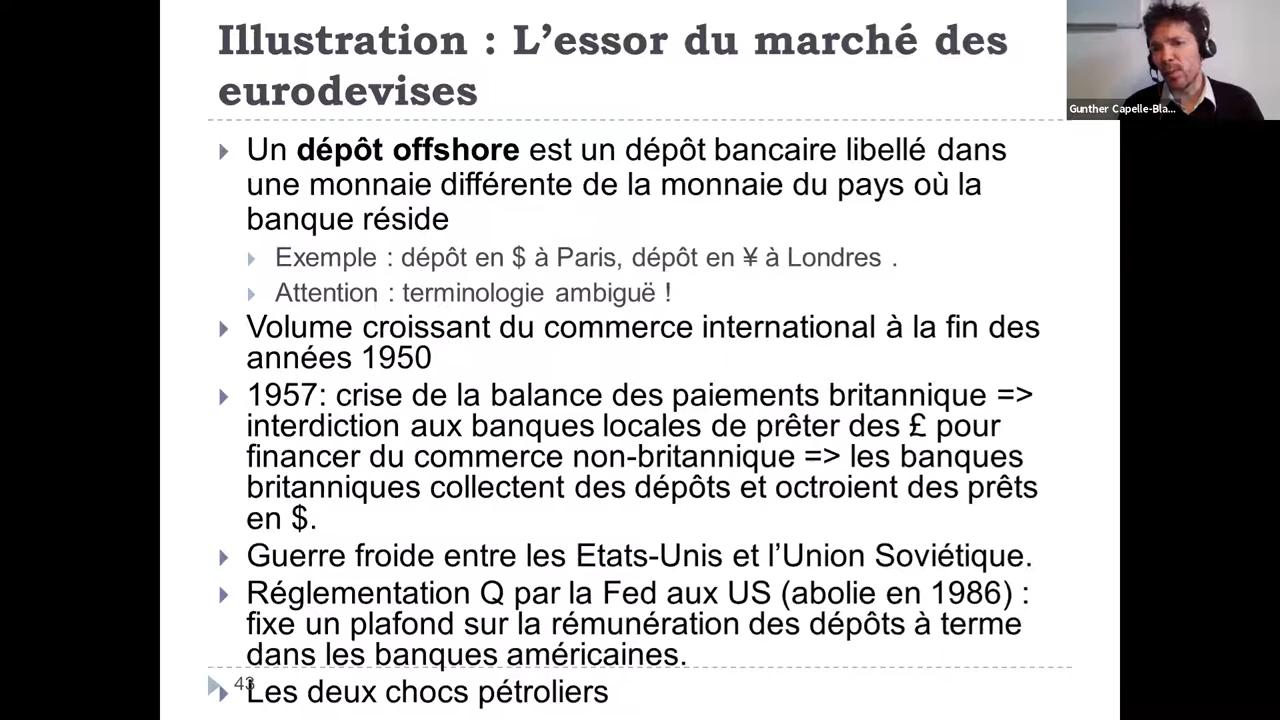 Illustration : L’essor du marché des
eurodevises
Gunther Capelle-Bla...
Un dépôt offshore est un dépôt bancaire libellé dans
une monnaie différente de la monnaie du pays où la
banque réside
Exemple : dépôt en $ à Paris, dépôt en ¥ à Londres .
Attention : terminologie ambiguë !
Volume croissant du commerce international à la fin des
années 1950
1957: crise de la balance des paiements britannique =>
interdiction aux banques locales de prêter des £ pour
financer du commerce non-britannique => les banques
britanniques collectent des dépôts et octroient des prêts
en $.
Guerre froide entre les Etats-Unis et l’Union Soviétique.
Réglementation Q par la Fed aux US (abolie en 1986) :
fixe un plafond sur la rémunération des dépôts à terme
dans les banques américaines.
43
Les deux chocs pétroliers